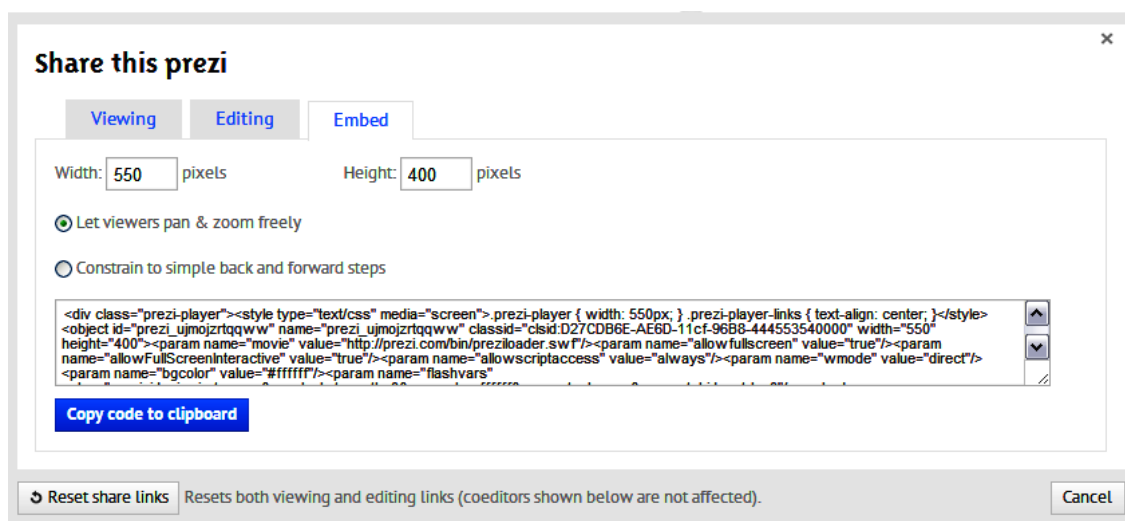 ×
Share this prezi
Viewing Editing Embed
Width: 550 pixels Height: 400 pixels
Let viewers pan & zoom freely
Constrain to simple back and forward steps
<div class="prezi-player"><style type="text/css" media="screen">.prezi-player { width: 550px; } .prezi-player-links { text-align: center; }</style>
<object id="prezi_ujmojzrtqqww" name="prezi_ujmojzrtqqww" classid="clsid:D27CDB6E-AE6D-11cf-96B8-444553540000" width="550"
height="400"><param name="movie" value="http://prezi.com/bin/preziloader.swf"/><param name="allowfullscreen" value="true"/><param
name="allowFullScreenInteractive" value="true"/><param name="allowscriptaccess" value="always"/><param name="wmode" value="direct"/>
<param name="bgcolor" value="#ffffff"/><param name="flashvars"
Copy code to clipboard
Reset share links Resets both viewing and editing links (coeditors shown below are not affected). Cancel